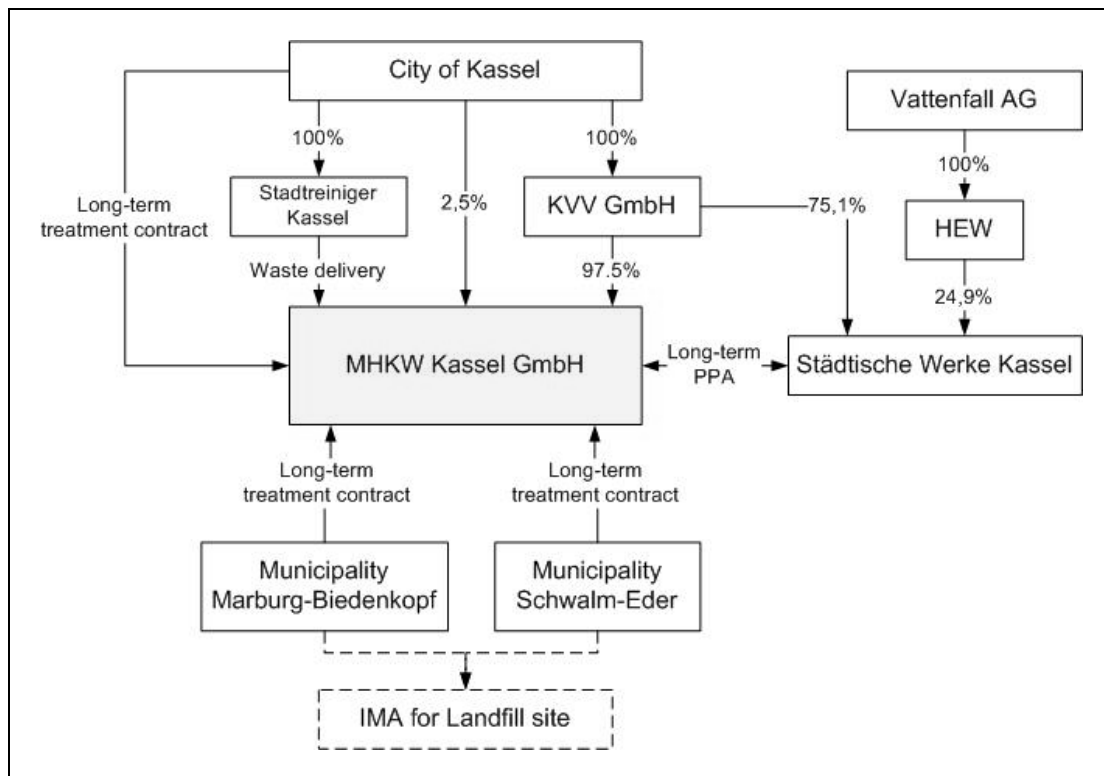 City of Kassel
Vattenfall AG
100%
100%
100%
Stadtreiniger
Kassel
2,5%
KVV GmbH
75,1%
HEW
Long-term
treatment contract
Waste delivery
97.5%
24,9%
MHKW Kassel GmbH
Long-term
PPA
Städtische Werke Kassel
Long-term
treatment contract
Long-term
treatment contract
Municipality
Marburg-Biedenkopf
Municipality
Schwalm-Eder
IMA for Landfill site